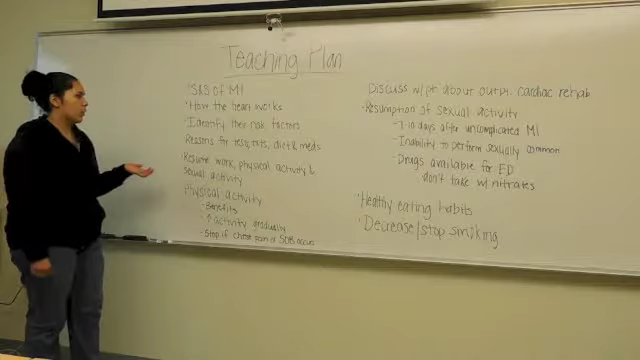 Teaching Plan
S&S of MI
How the heart works
Identify their risk factors
Reasons for tests, diet & meds
Resume work, physical activity &
sexual activity
Physical activity
- Benefits
- ↑ activity gradually
- Stop if chest pain or SOB occurs
Discuss w/pt about outpt. cardiac rehab
Resumption of sexual activity
- 7-10 days after uncomplicated MI
- Inability to perform sexually common
- Drugs available for ED
don't take w/ nitrates
Healthy eating habits
Decrease/stop smoking